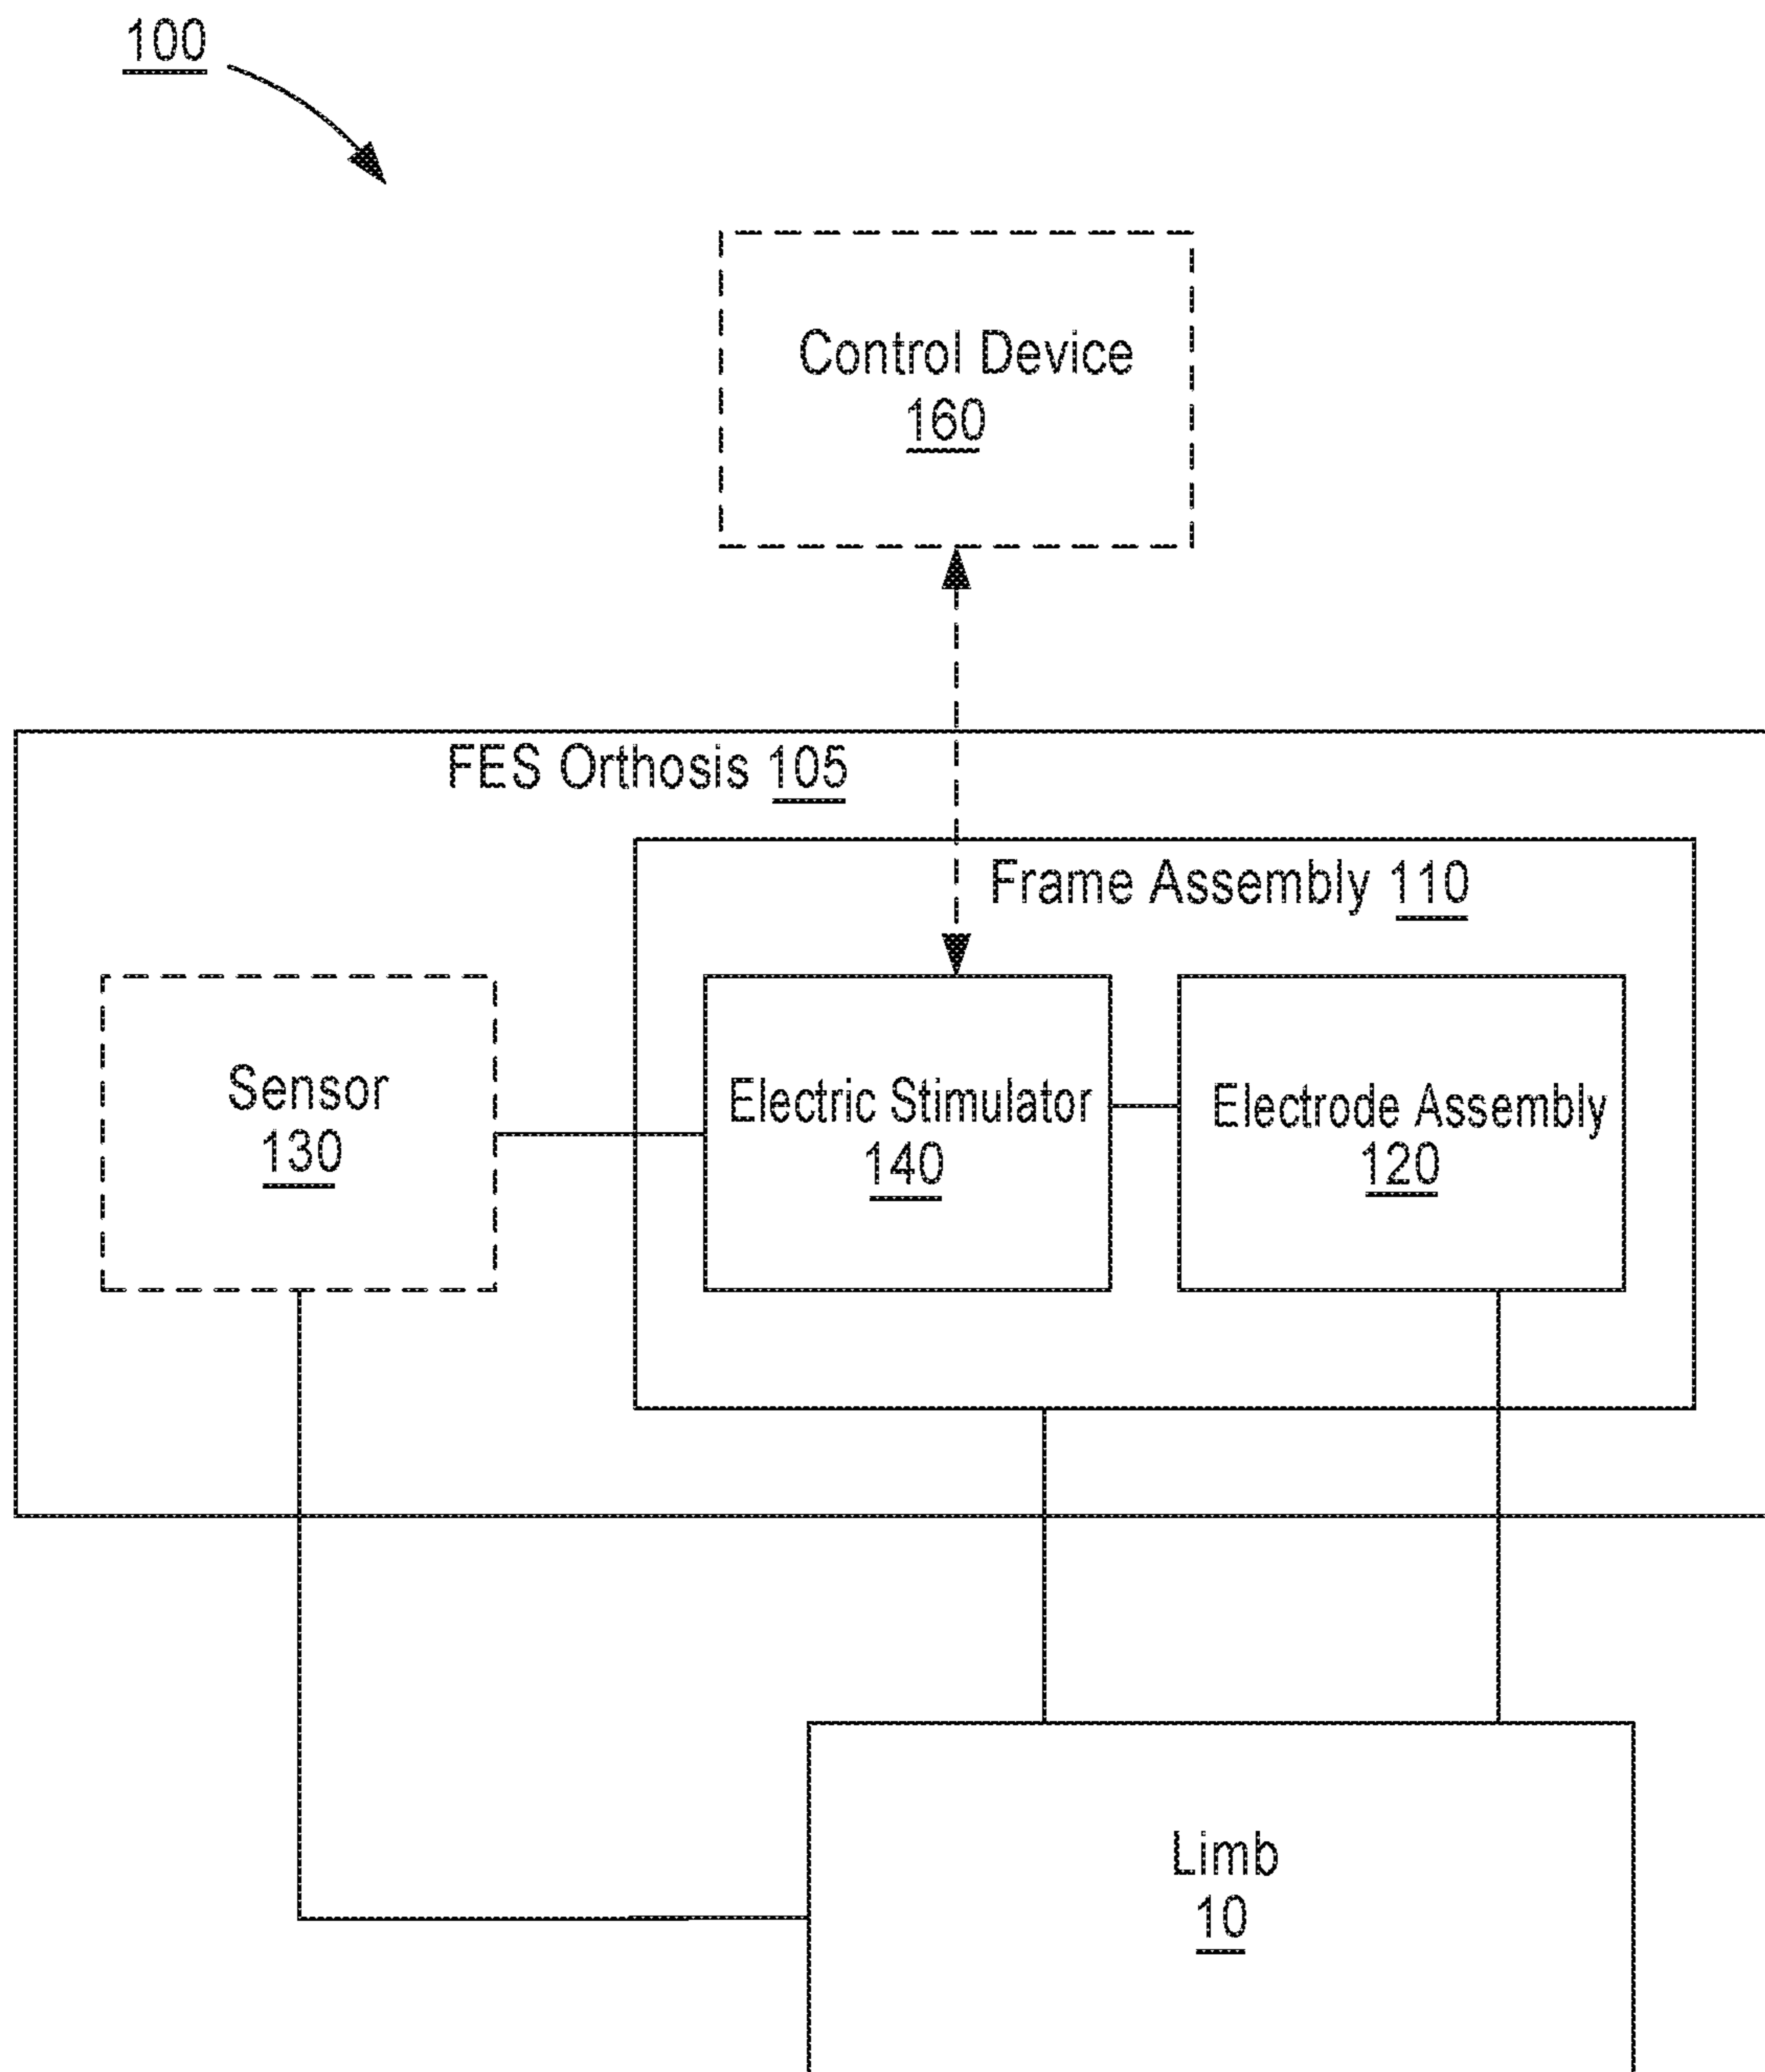 100
Control Device
160
FES Orthosis 105
Frame Assembly 110
Sensor
130
Electric Stimulator
140
Electrode Assembly
120
Limb
10